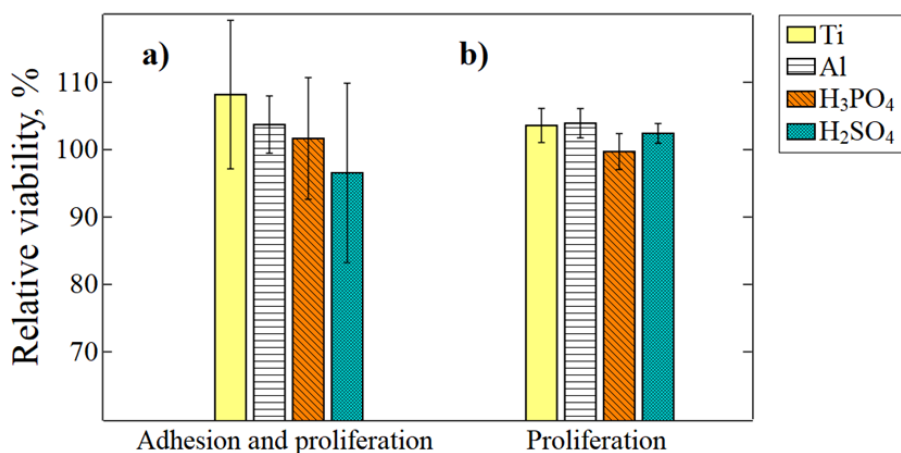 Relative viability, %
110
100
90
80
70
a)
b)
Adhesion and proliferation
Proliferation
Ti
Al
H₃PO₄
H₂SO₄